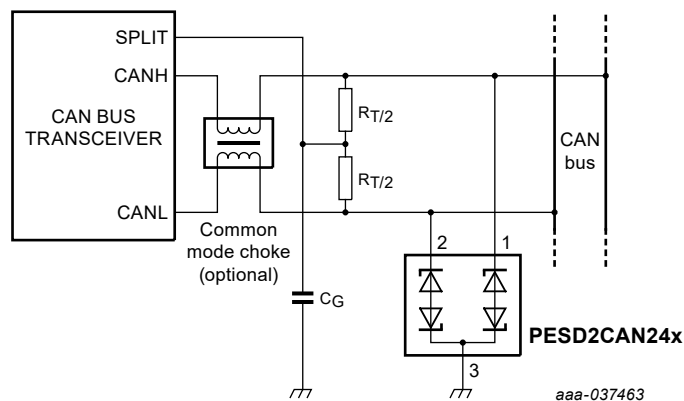 SPLIT
CANH
CAN BUS
TRANSCEIVER
CANL
Common
mode choke
(optional)
RT/2
RT/2
CG
CAN
bus
2
1
PESD2CAN24x
3
aaa-037463